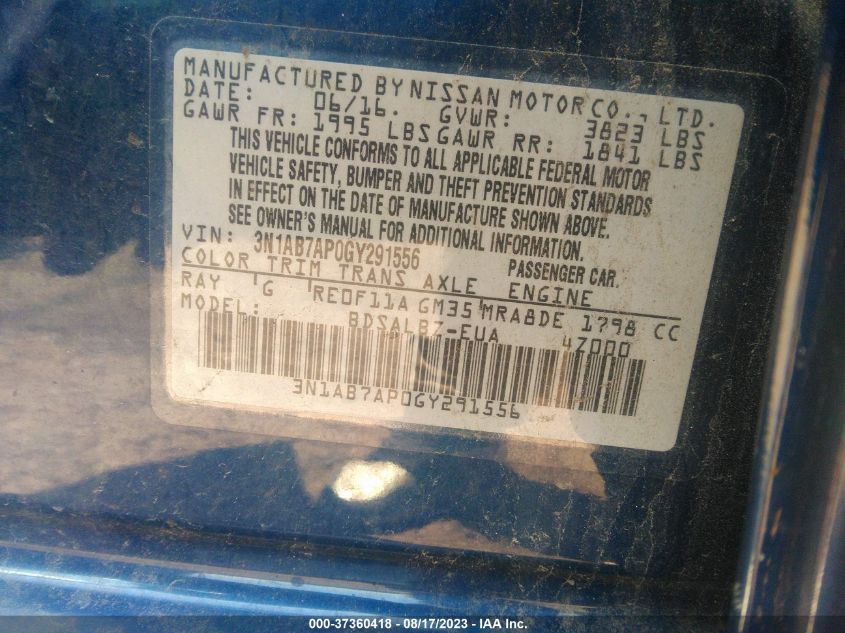 MANUFACTURED BY NISSAN MOTOR CO., LTD.
DATE: 06/16. GVWR: 3823 LBS
GAWR FR: 1995 LBS GAWR RR: 1841 LBS
THIS VEHICLE CONFORMS TO ALL APPLICABLE FEDERAL MOTOR
VEHICLE SAFETY, BUMPER AND THEFT PREVENTION STANDARDS
IN EFFECT ON THE DATE OF MANUFACTURE SHOWN ABOVE.
SEE OWNER'S MANUAL FOR ADDITIONAL INFORMATION.
VIN: 3N1AB7AP0GY291556 PASSENGER CAR.
COLOR TRIM TRANS AXLE ENGINE
RAY G RE0F11A GM35 MRA8DE 1798 CC
MODEL: BDSALBZ-EUA 4Z000
3N1AB7AP0GY291556
000-37360418 - 08/17/2023 - IAA Inc.